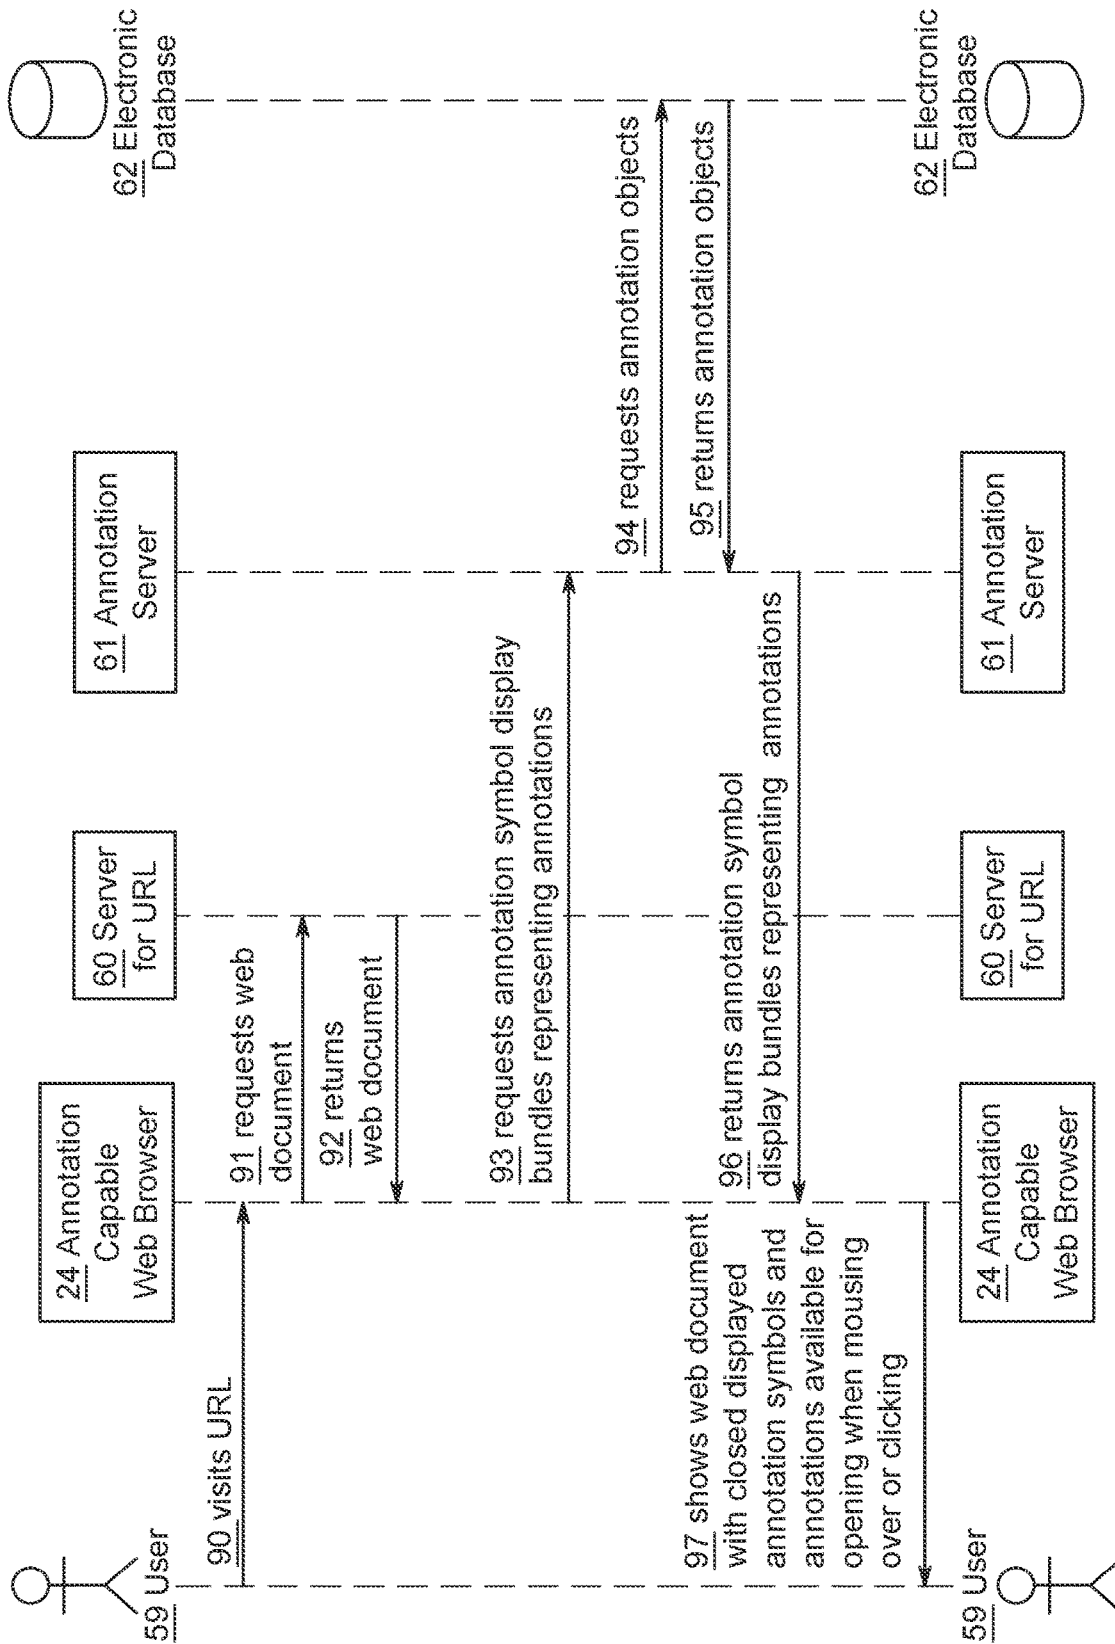 59 User
24 Annotation
Capable
Web Browser
60 Server
for URL
61 Annotation
Server
62 Electronic
Database
90 visits URL
91 requests web
document
92 returns
web document
93 requests annotation symbol display
bundles representing annotations
94 requests annotation objects
95 returns annotation objects
96 returns annotation symbol
display bundles representing annotations
97 shows web document
with closed displayed
annotation symbols and
annotations available for
opening when mousing
over or clicking
59 User
24 Annotation
Capable
Web Browser
60 Server
for URL
61 Annotation
Server
62 Electronic
Database